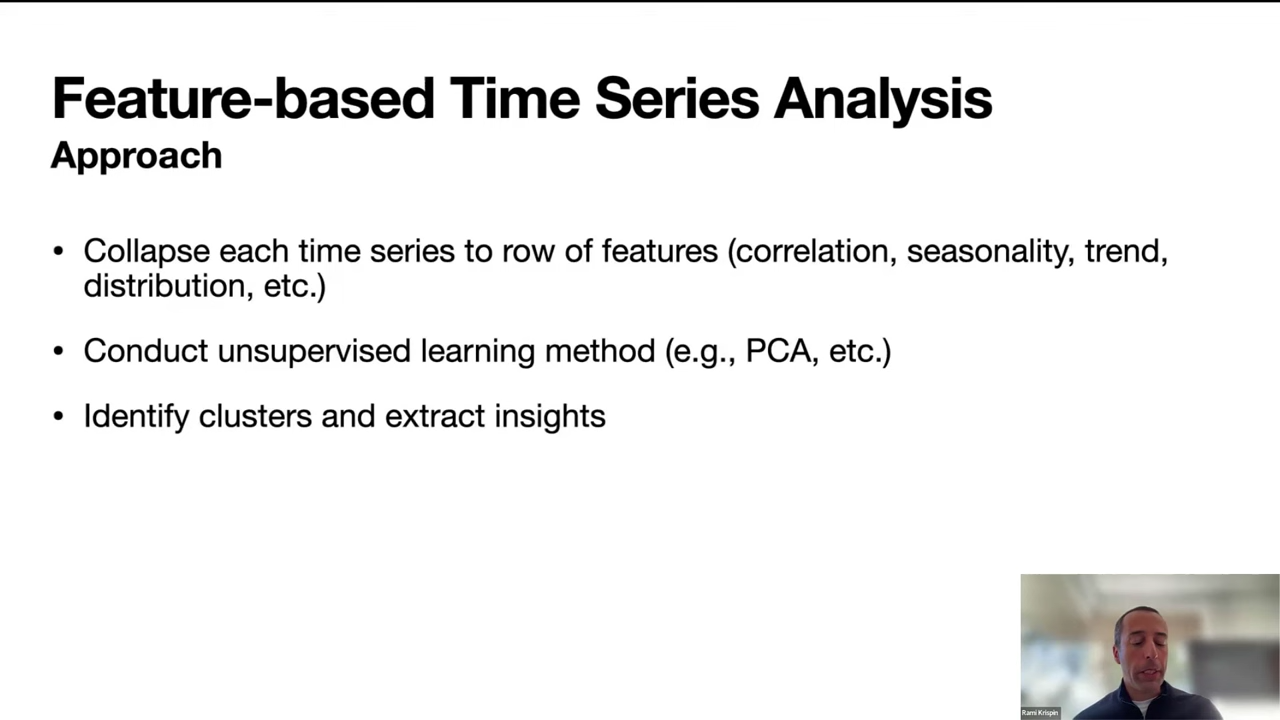 Feature-based Time Series Analysis
Approach
• Collapse each time series to row of features (correlation, seasonality, trend,
distribution, etc.)
• Conduct unsupervised learning method (e.g., PCA, etc.)
• Identify clusters and extract insights
Rami Krispin